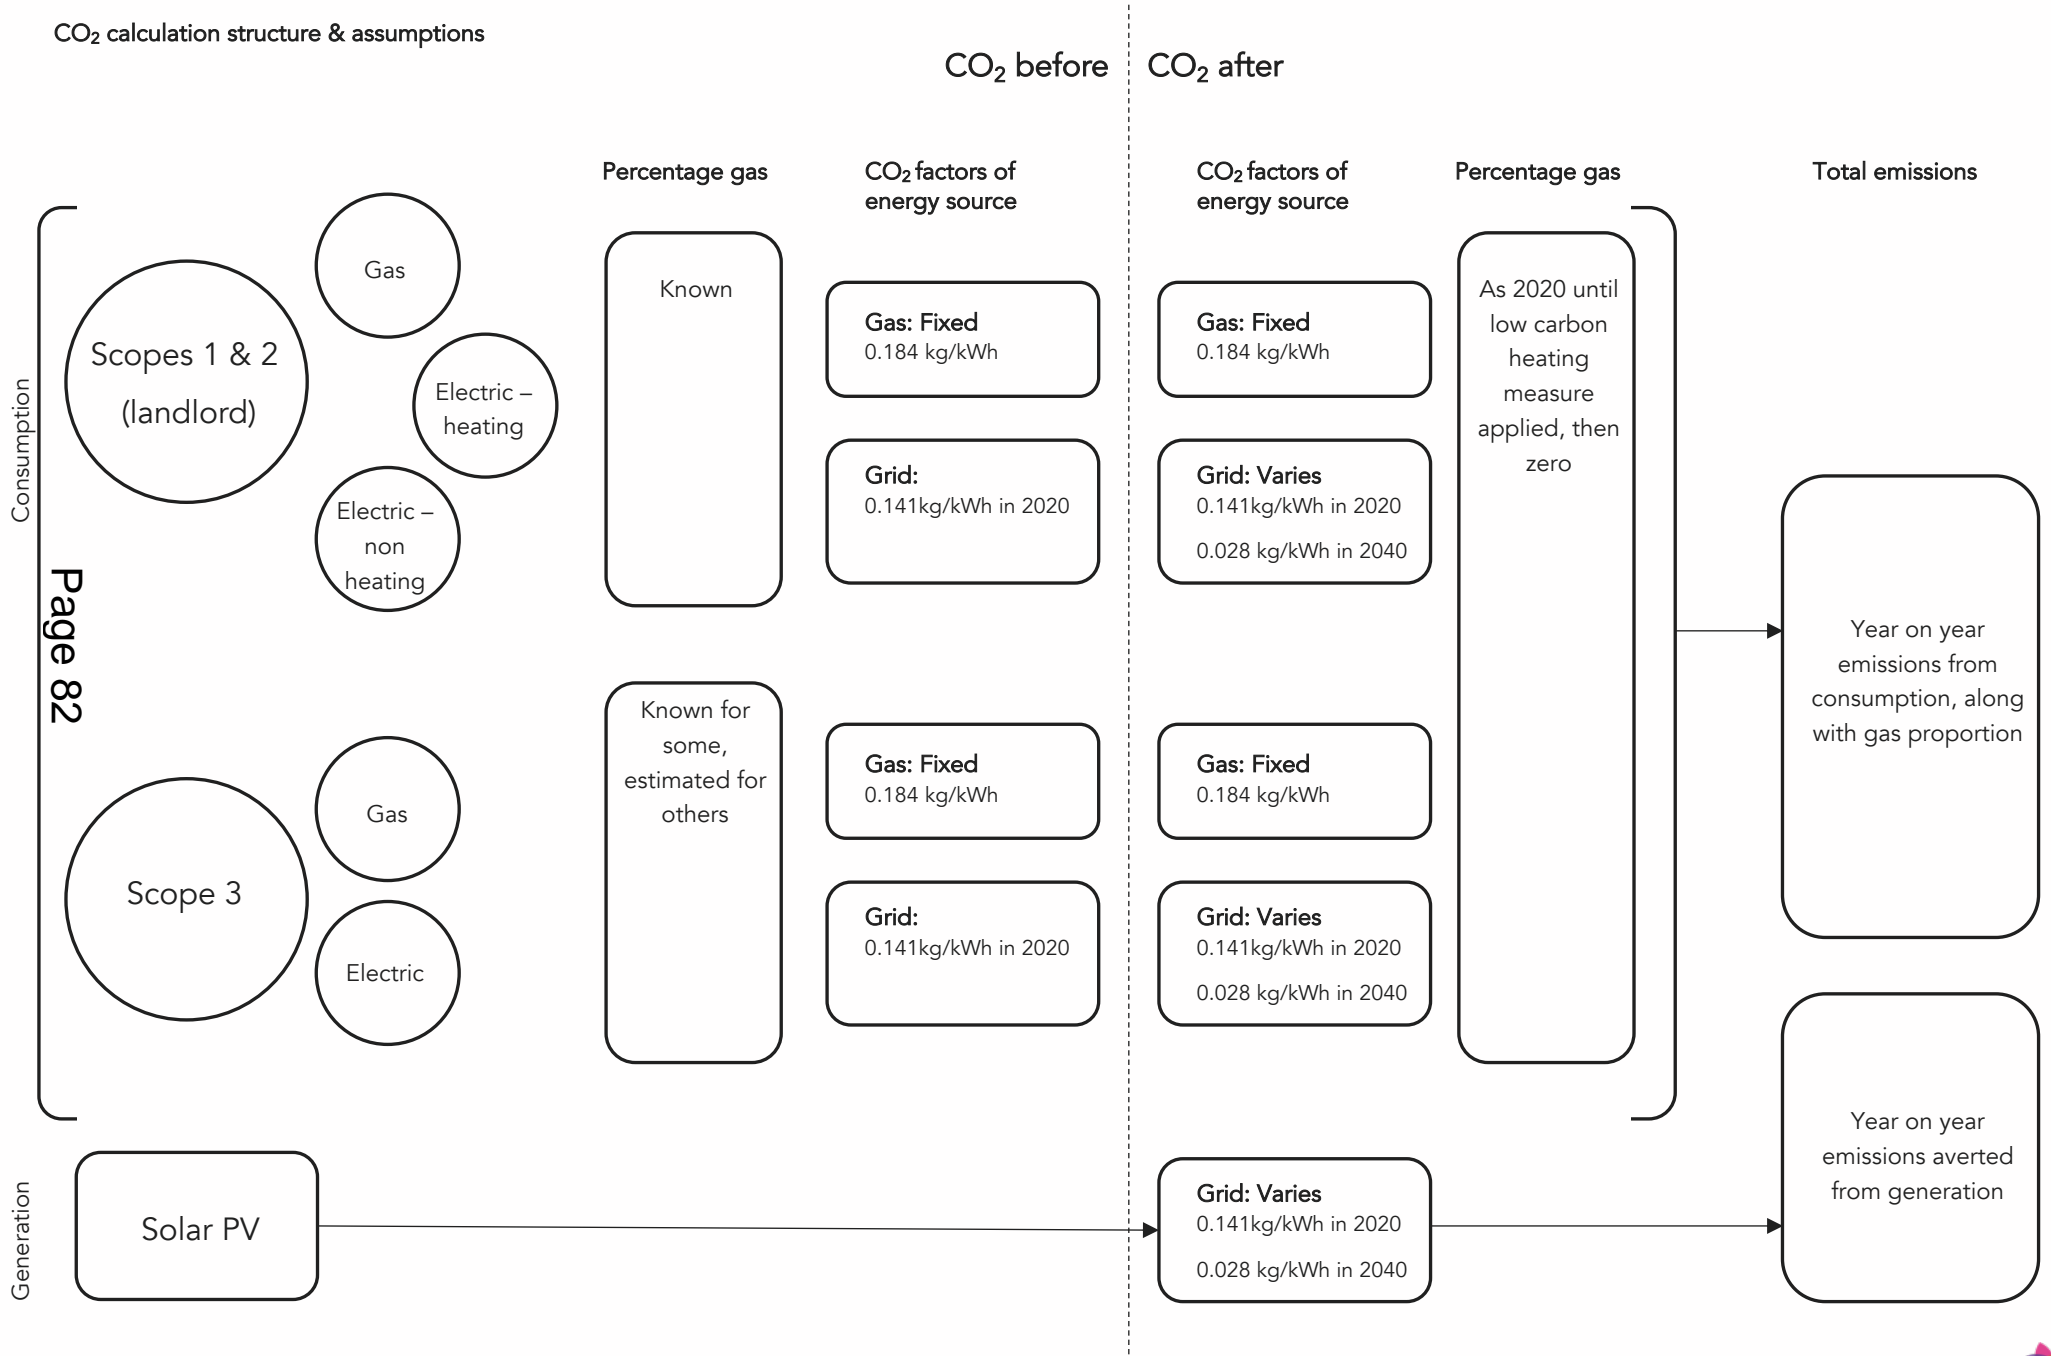 CO₂ calculation structure & assumptions
CO₂ before
CO₂ after
Percentage gas
CO₂ factors of
energy source
CO₂ factors of
energy source
Percentage gas
Total emissions
Consumption
Scopes 1 & 2
(landlord)
Gas
Electric –
heating
Electric –
non
heating
Known
Gas: Fixed
0.184 kg/kWh
Grid:
0.141kg/kWh in 2020
Gas: Fixed
0.184 kg/kWh
Grid: Varies
0.141kg/kWh in 2020
0.028 kg/kWh in 2040
As 2020 until
low carbon
heating
measure
applied, then
zero
Page 82
Scope 3
Gas
Electric
Known for
some,
estimated for
others
Gas: Fixed
0.184 kg/kWh
Grid:
0.141kg/kWh in 2020
Gas: Fixed
0.184 kg/kWh
Grid: Varies
0.141kg/kWh in 2020
0.028 kg/kWh in 2040
Year on year
emissions from
consumption, along
with gas proportion
Generation
Solar PV
Grid: Varies
0.141kg/kWh in 2020
0.028 kg/kWh in 2040
Year on year
emissions averted
from generation